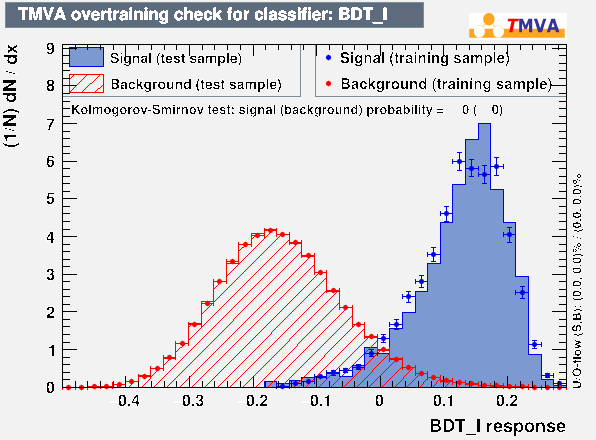 TMVA overtraining check for classifier: BDT_I
TMVA
(1/N) dN / dx
Signal (test sample)
Background (test sample)
Signal (training sample)
Background (training sample)
Kolmogorov-Smirnov test: signal (background) probability = 0 ( 0)
9
8
7
6
5
4
3
2
1
0
-0.4 -0.3 -0.2 -0.1 0 0.1 0.2
BDT_I response
U/O-flow (S,B): (0.0, 0.0)% / (0.0, 0.0)%